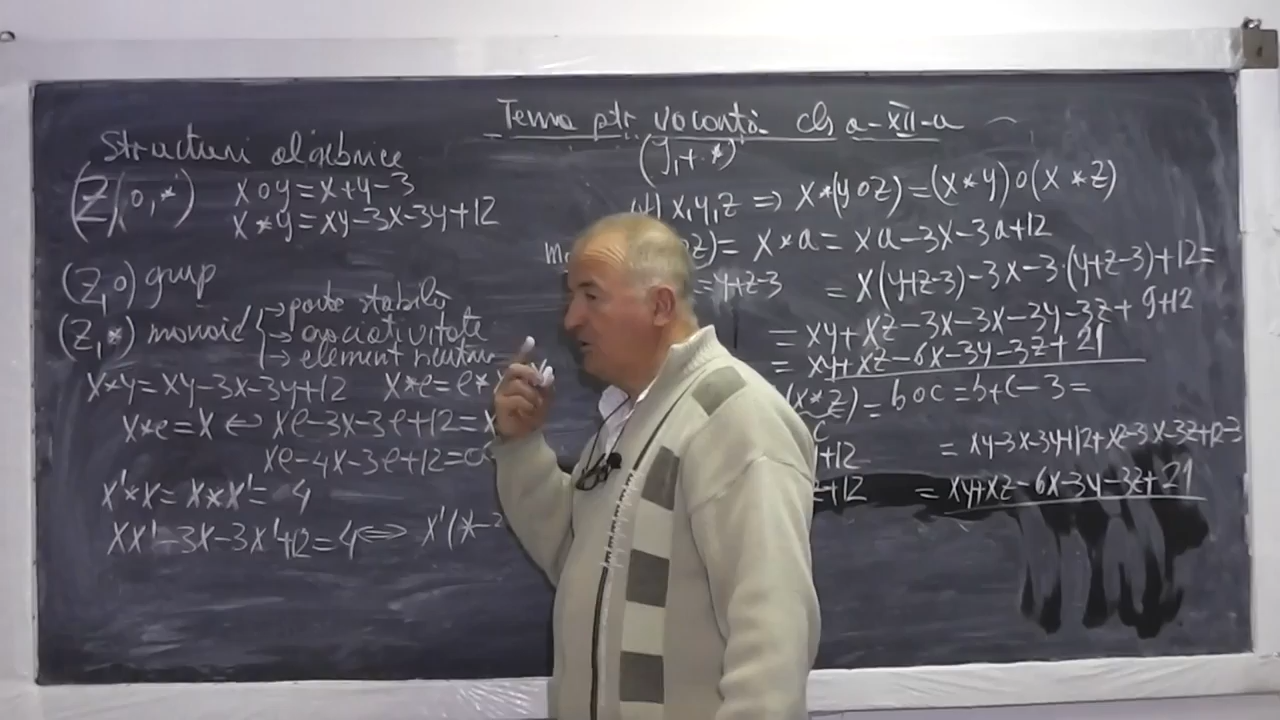 Tema ptr vacanță cls a-XII-a
Structuri algebrice
(Z, o, *) x o y = x+y-3
x*y = xy-3x-3y+12
(Z, o) grup
(Z, *) monoid { → parte stabilă
→ asociativitate
→ element neutru
x*y = xy-3x-3y+12 x*e = e*
x*e = x ⇔ xe-3x-3e+12 = x
xe-4x-3e+12=0
x'*x = x*x' = 4
xx'-3x-3x'+12=4 ⇔ x'(x-
(∀) x,y,z ⇒ x*(y o z) = (x*y) o (x*z)
oz) = x*a = xa-3x-3a+12
= y+z-3 = x(y+z-3)-3x-3·(y+z-3)+12=
= xy+xz-3x-3x-3y-3z+9+12
= xy+xz-6x-3y-3z+21
(x*z) = b o c = b+c-3 =
c
+12 = xy-3x-3y+12+xz-3x-3z+12-3
z+12 = xy+xz-6x-3y-3z+21